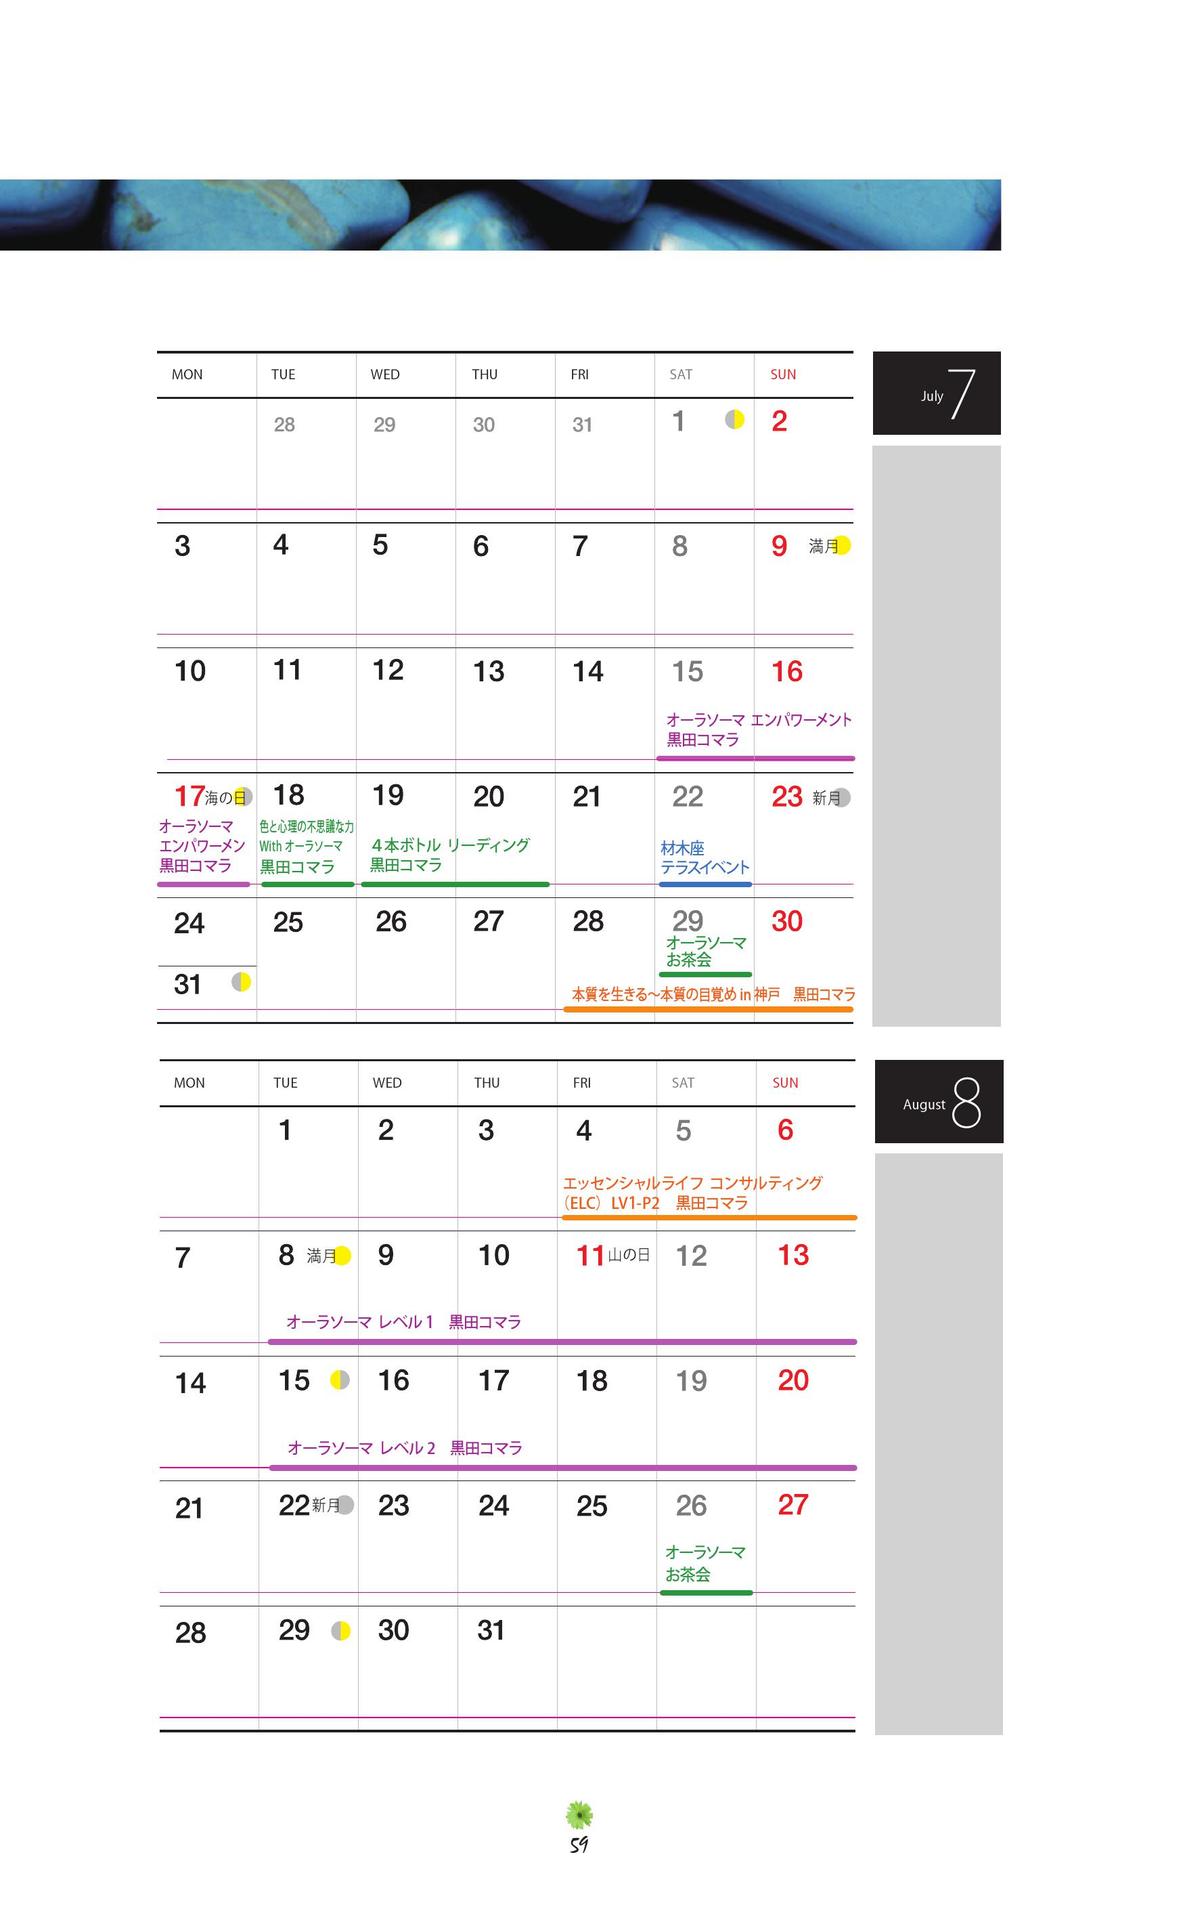 July 7
MON TUE WED THU FRI SAT SUN
28 29 30 31 1 2
3 4 5 6 7 8 9 満月
10 11 12 13 14 15 16
オーラソーマ エンパワーメント
黒田コマラ
17 海の日 18 19 20 21 22 23 新月
オーラソーマ
エンパワーメン
黒田コマラ
色と心理の不思議な力
With オーラソーマ
黒田コマラ
４本ボトル リーディング
黒田コマラ
材木座
テラスイベント
24 25 26 27 28 29 30
オーラソーマ
お茶会
31
本質を生きる～本質の目覚め in 神戸　黒田コマラ
August 8
MON TUE WED THU FRI SAT SUN
1 2 3 4 5 6
エッセンシャルライフ コンサルティング
（ELC）LV1-P2　黒田コマラ
7 8 満月 9 10 11 山の日 12 13
オーラソーマ レベル 1　黒田コマラ
14 15 16 17 18 19 20
オーラソーマ レベル 2　黒田コマラ
21 22 新月 23 24 25 26 27
オーラソーマ
お茶会
28 29 30 31
59